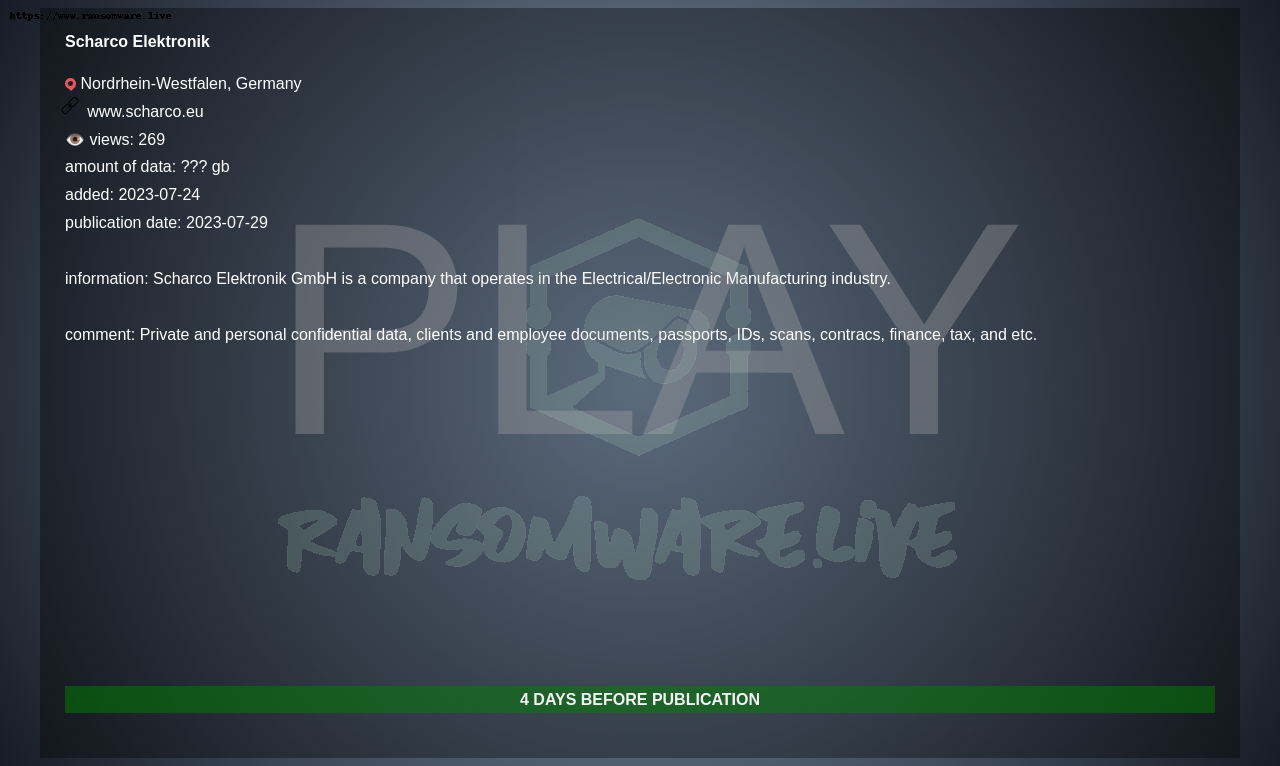 https://www.ransomware.live
Scharco Elektronik
Nordrhein-Westfalen, Germany
www.scharco.eu
views: 269
amount of data: ??? gb
added: 2023-07-24
publication date: 2023-07-29
PLAY
information: Scharco Elektronik GmbH is a company that operates in the Electrical/Electronic Manufacturing industry.
comment: Private and personal confidential data, clients and employee documents, passports, IDs, scans, contracs, finance, tax, and etc.
RANSOMWARE.LIVE
4 DAYS BEFORE PUBLICATION